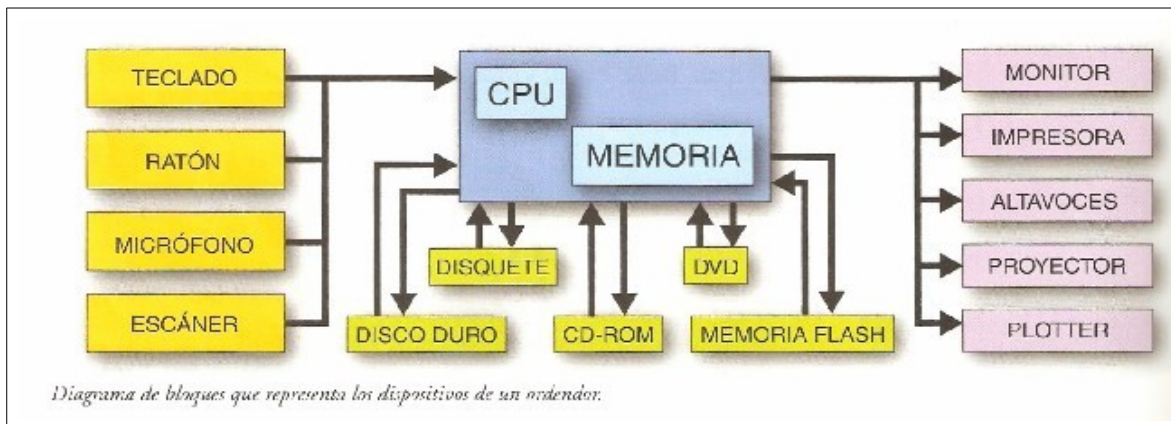 TECLADO
RATÓN
MICRÓFONO
ESCÁNER
CPU
MEMORIA
DISQUETE
DVD
DISCO DURO
CD-ROM
MEMORIA FLASH
MONITOR
IMPRESORA
ALTAVOCES
PROYECTOR
PLOTTER
Diagrama de bloques que representa los dispositivos de un ordendor.